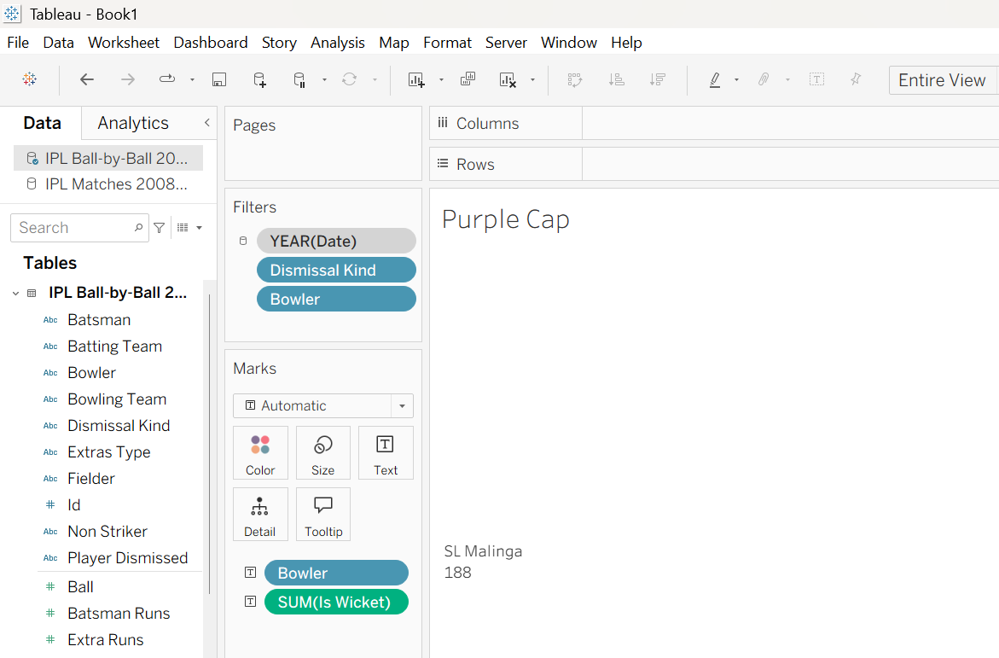 Tableau - Book1
File Data Worksheet Dashboard Story Analysis Map Format Server Window Help
Entire View
Data Analytics
IPL Ball-by-Ball 20...
IPL Matches 2008...
Search
Tables
IPL Ball-by-Ball 2...
Abc Batsman
Abc Batting Team
Abc Bowler
Abc Bowling Team
Abc Dismissal Kind
Abc Extras Type
Abc Fielder
# Id
Abc Non Striker
Abc Player Dismissed
# Ball
# Batsman Runs
# Extra Runs
Pages
Filters
YEAR(Date)
Dismissal Kind
Bowler
Marks
T Automatic
Color Size T Text
Detail Tooltip
T Bowler
T SUM(Is Wicket)
Columns
Rows
Purple Cap
SL Malinga
188